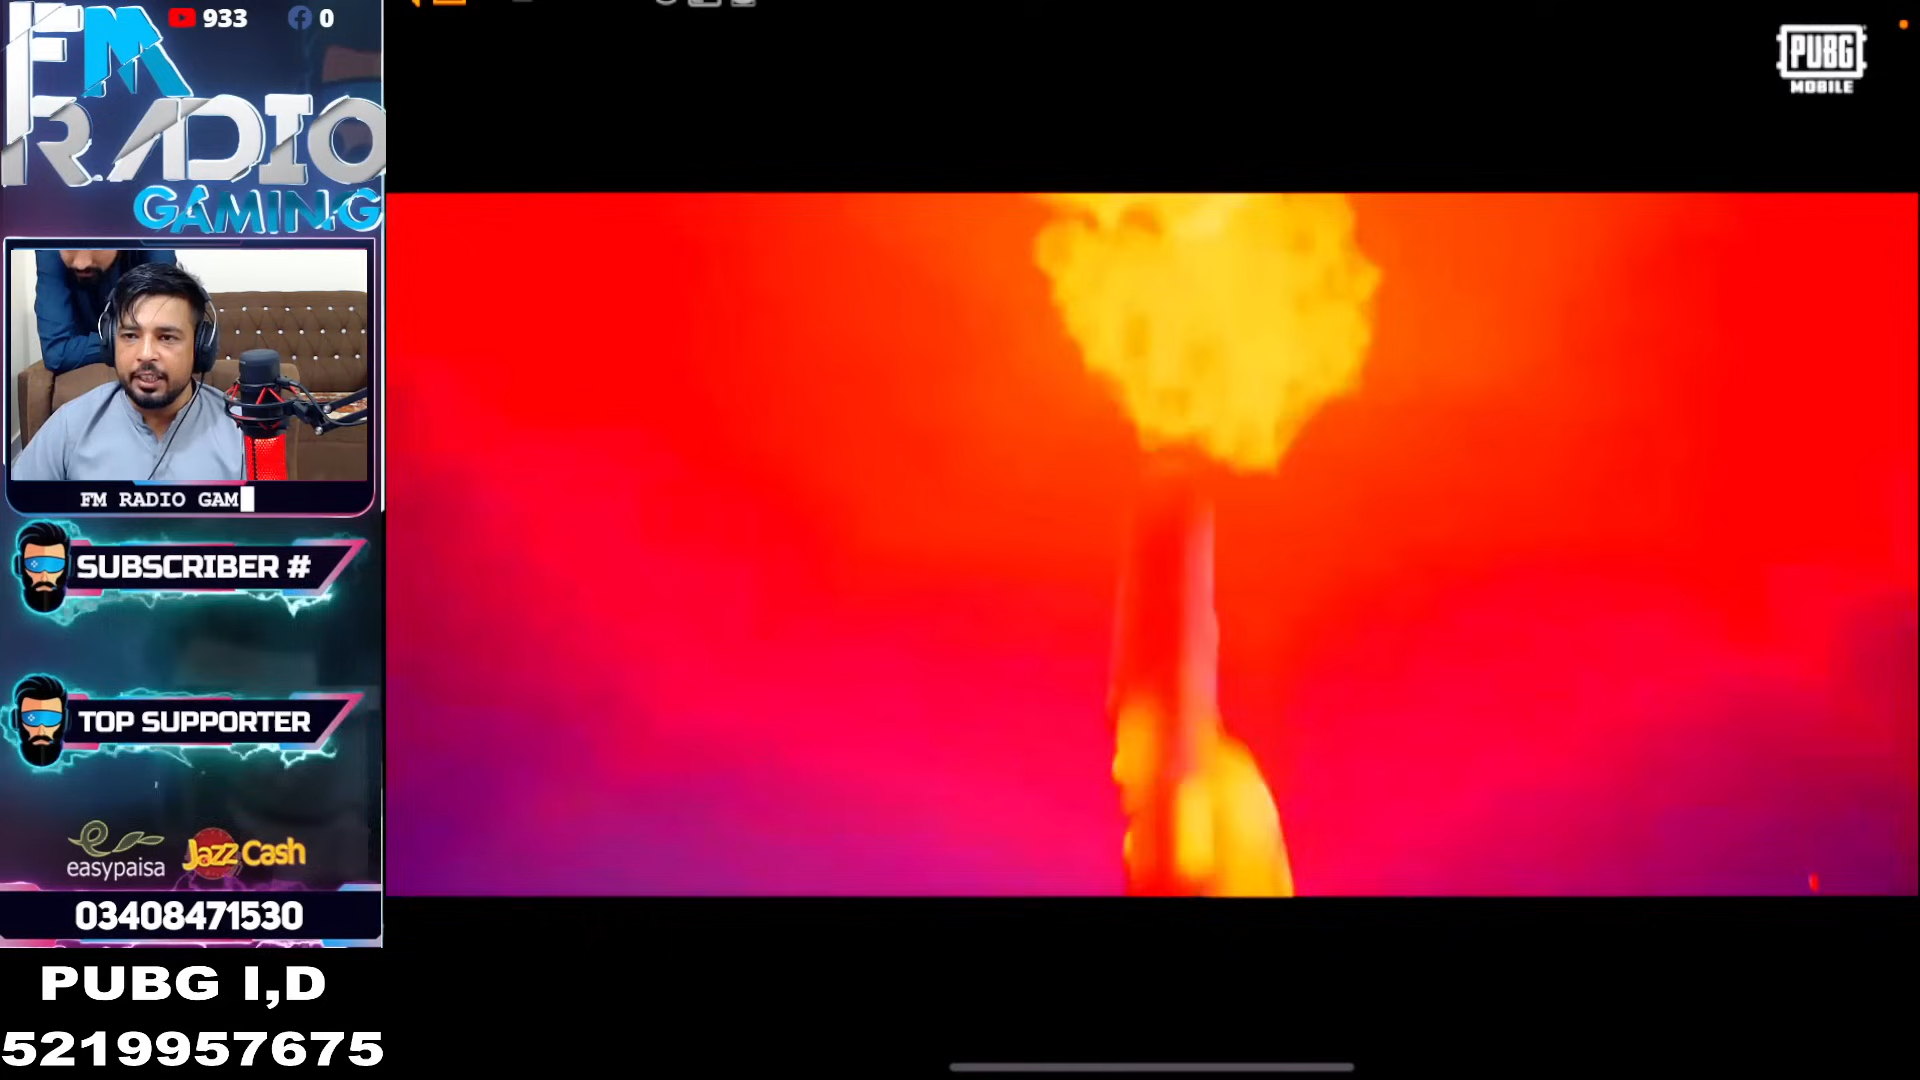 FM
933
0
RADIO
GAMING
FM RADIO GAM
SUBSCRIBER #
TOP SUPPORTER
easypaisa
JazzCash
03408471530
PUBG I,D
5219957675
PUBG
MOBILE